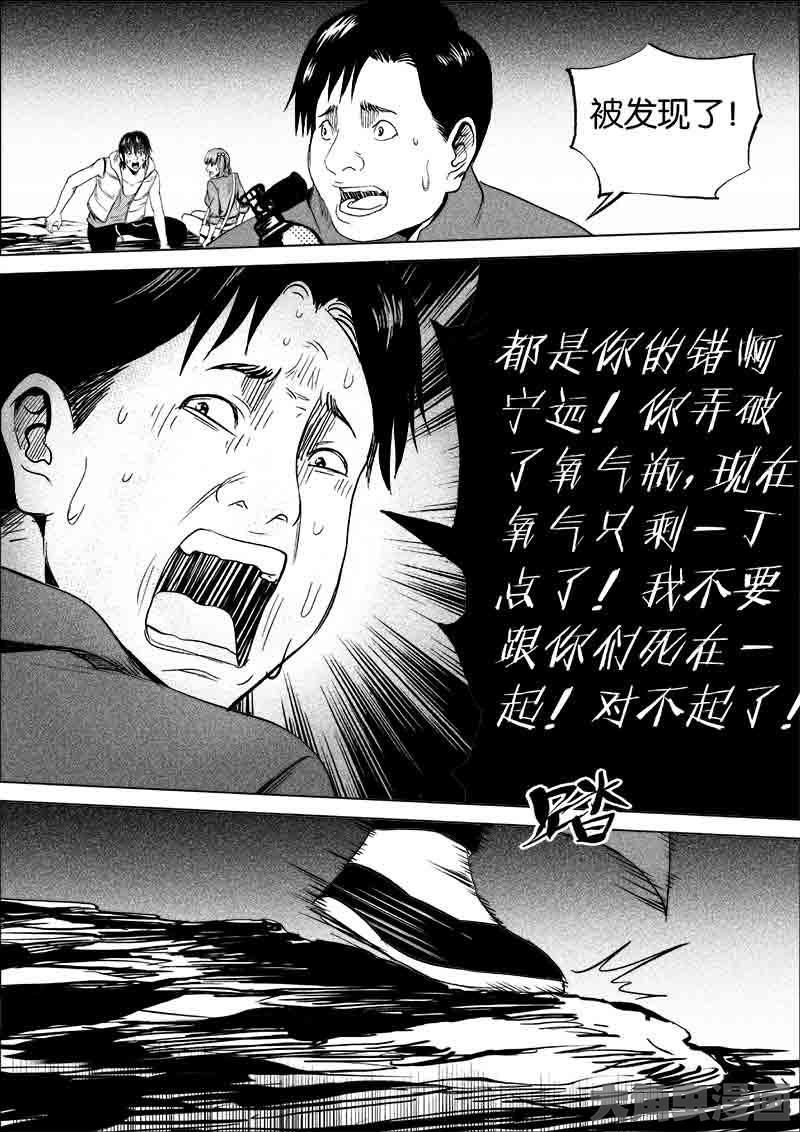 被发现了！
都是你的错啊
宁远！你弄破
了氧气瓶，现在
氧气只剩一丁
点了！我不要
跟你们死在一
起！对不起了！
踏